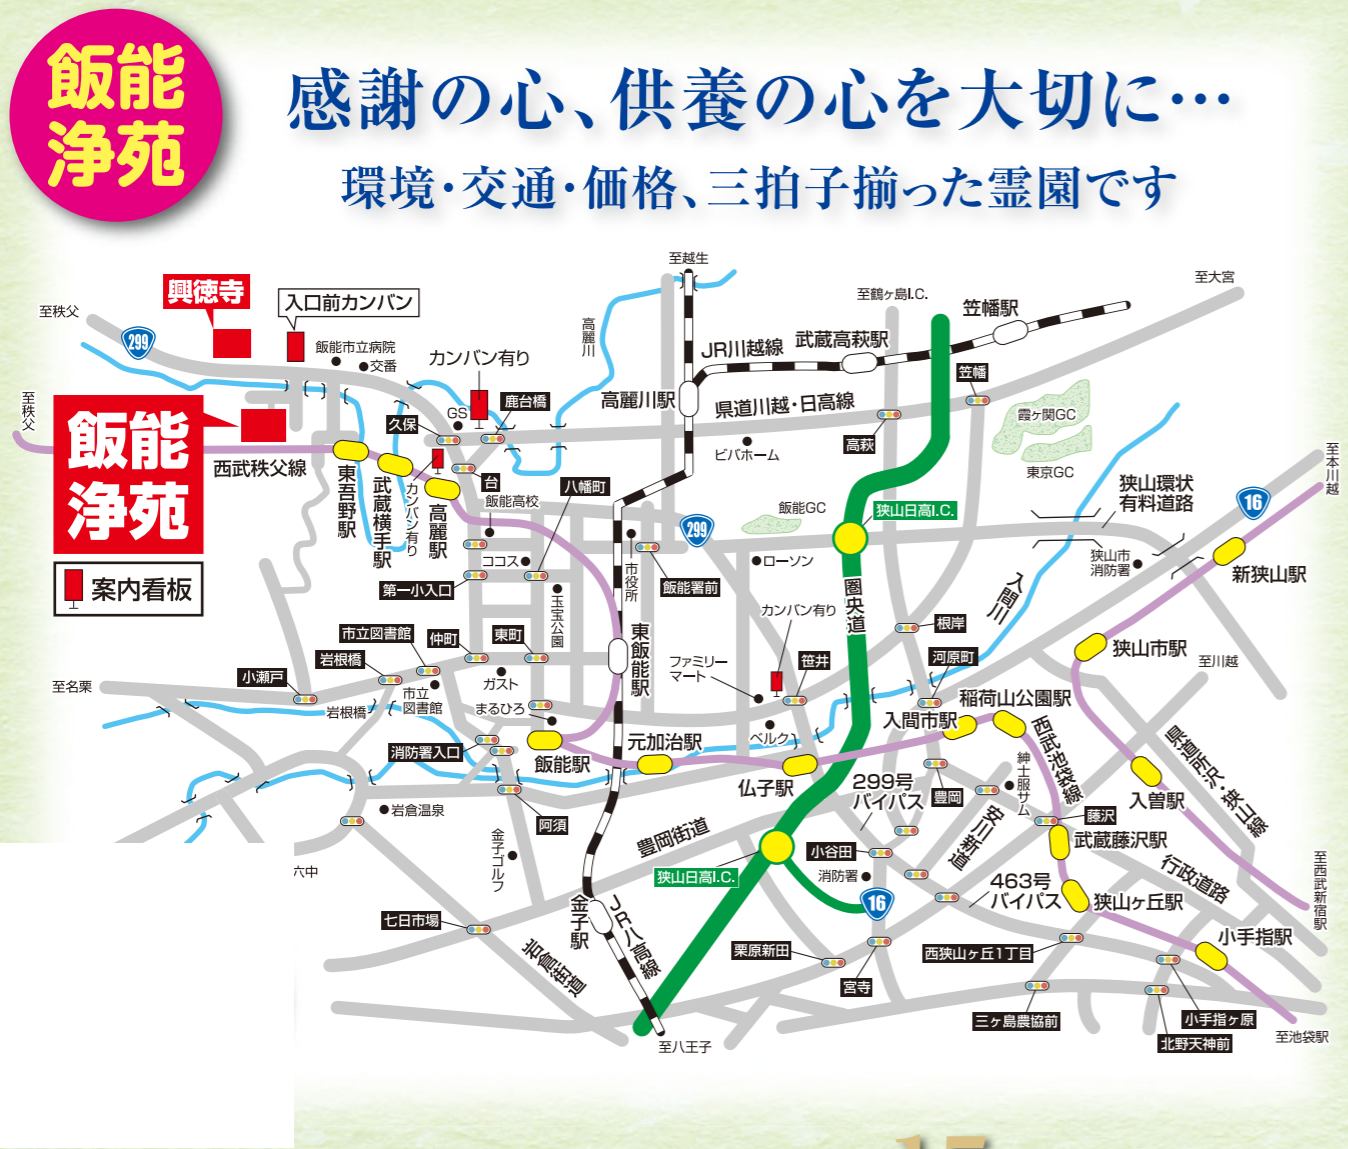 飯能
浄苑
感謝の心、供養の心を大切に…
環境・交通・価格、三拍子揃った霊園です
至越生
至大宮
至鶴ヶ島I.C.
興徳寺
入口前カンバン
至秩父
299
飯能市立病院
交番
カンバン有り
高麗川
JR川越線
武蔵高萩駅
笠幡駅
笠幡
至秩父
飯能
浄苑
西武秩父線
久保
GS
鹿台橋
高麗川駅
県道川越・日高線
高萩
霞ヶ関GC
東京GC
ビバホーム
至本川越
東吾野駅
武蔵横手駅
カンバン有り
高麗駅
台
飯能高校
八幡町
299
飯能GC
狭山日高I.C.
狭山環状
有料道路
16
狭山市
消防署
新狭山駅
案内看板
ココス
第一小入口
玉宝公園
市役所
飯能署前
ローソン
圏央道
入間川
カンバン有り
根岸
市立図書館
仲町
東町
東飯能駅
ファミリー
マート
笹井
河原町
狭山市駅
至川越
岩根橋
小瀬戸
至名栗
岩根橋
市立
図書館
ガスト
まるひろ
稲荷山公園駅
入間市駅
ベルク
消防署入口
飯能駅
元加治駅
仏子駅
299号
バイパス
豊岡
紳士服サム
西武池袋線
県道所沢・狭山線
入曽駅
岩倉温泉
阿須
豊岡街道
安川新道
藤沢
武蔵藤沢駅
金子ゴルフ
小谷田
消防署
六中
狭山日高I.C.
16
463号
バイパス
狭山ヶ丘駅
行政道路
至西武新宿駅
七日市場
金子駅
JR八高線
岩倉街道
栗原新田
宮寺
西狭山ヶ丘1丁目
小手指駅
三ヶ島農協前
小手指ヶ原
北野天神前
至八王子
至池袋駅